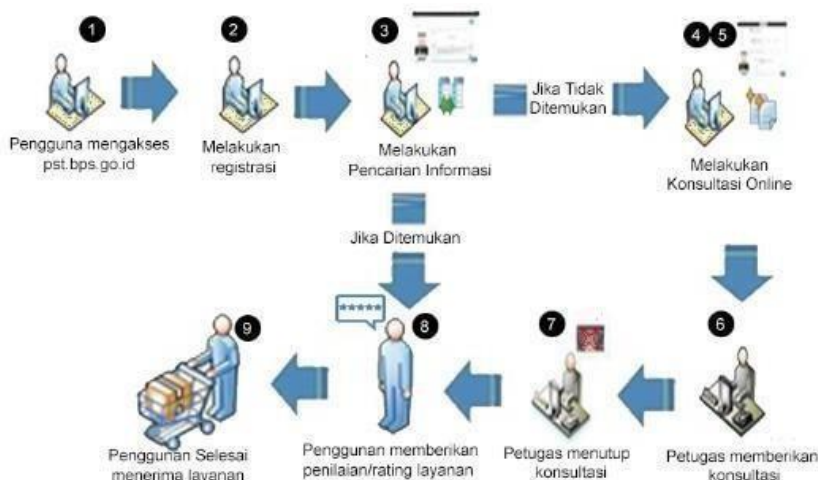 1
2
3
4 5
Pengguna mengakses
pst.bps.go.id
Melakukan
registrasi
Melakukan
Pencarian Informasi
Jika Tidak
Ditemukan
Melakukan
Konsultasi Online
Jika Ditemukan
*****
9
8
7
6
Penggunan Selesai
menerima layanan
Penggunan memberikan
penilaian/rating layanan
Petugas menutup
konsultasi
Petugas memberikan
konsultasi